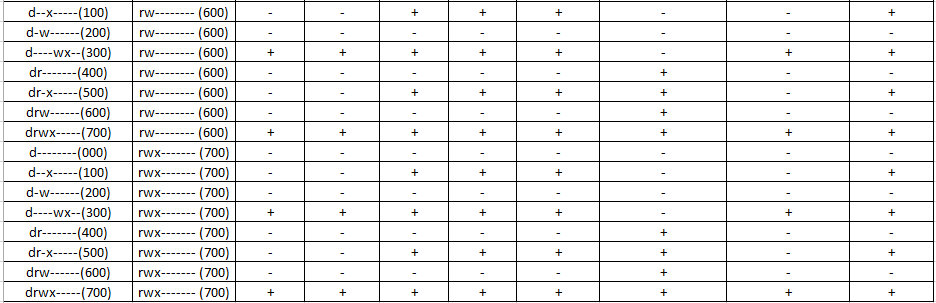 d--x-----(100) rw-------- (600) - - + + + - - +
d-w------(200) rw-------- (600) - - - - - - - -
d----wx--(300) rw-------- (600) + + + + + - + +
dr-------(400) rw-------- (600) - - - - - + - -
dr-x-----(500) rw-------- (600) - - + + + + - +
drw------(600) rw-------- (600) - - - - - + - -
drwx-----(700) rw-------- (600) + + + + + + + +
d--------(000) rwx------- (700) - - - - - - - -
d--x-----(100) rwx------- (700) - - + + + - - +
d-w------(200) rwx------- (700) - - - - - - - -
d----wx--(300) rwx------- (700) + + + + + - + +
dr-------(400) rwx------- (700) - - - - - + - -
dr-x-----(500) rwx------- (700) - - + + + + - +
drw------(600) rwx------- (700) - - - - - + - -
drwx-----(700) rwx------- (700) + + + + + + + +